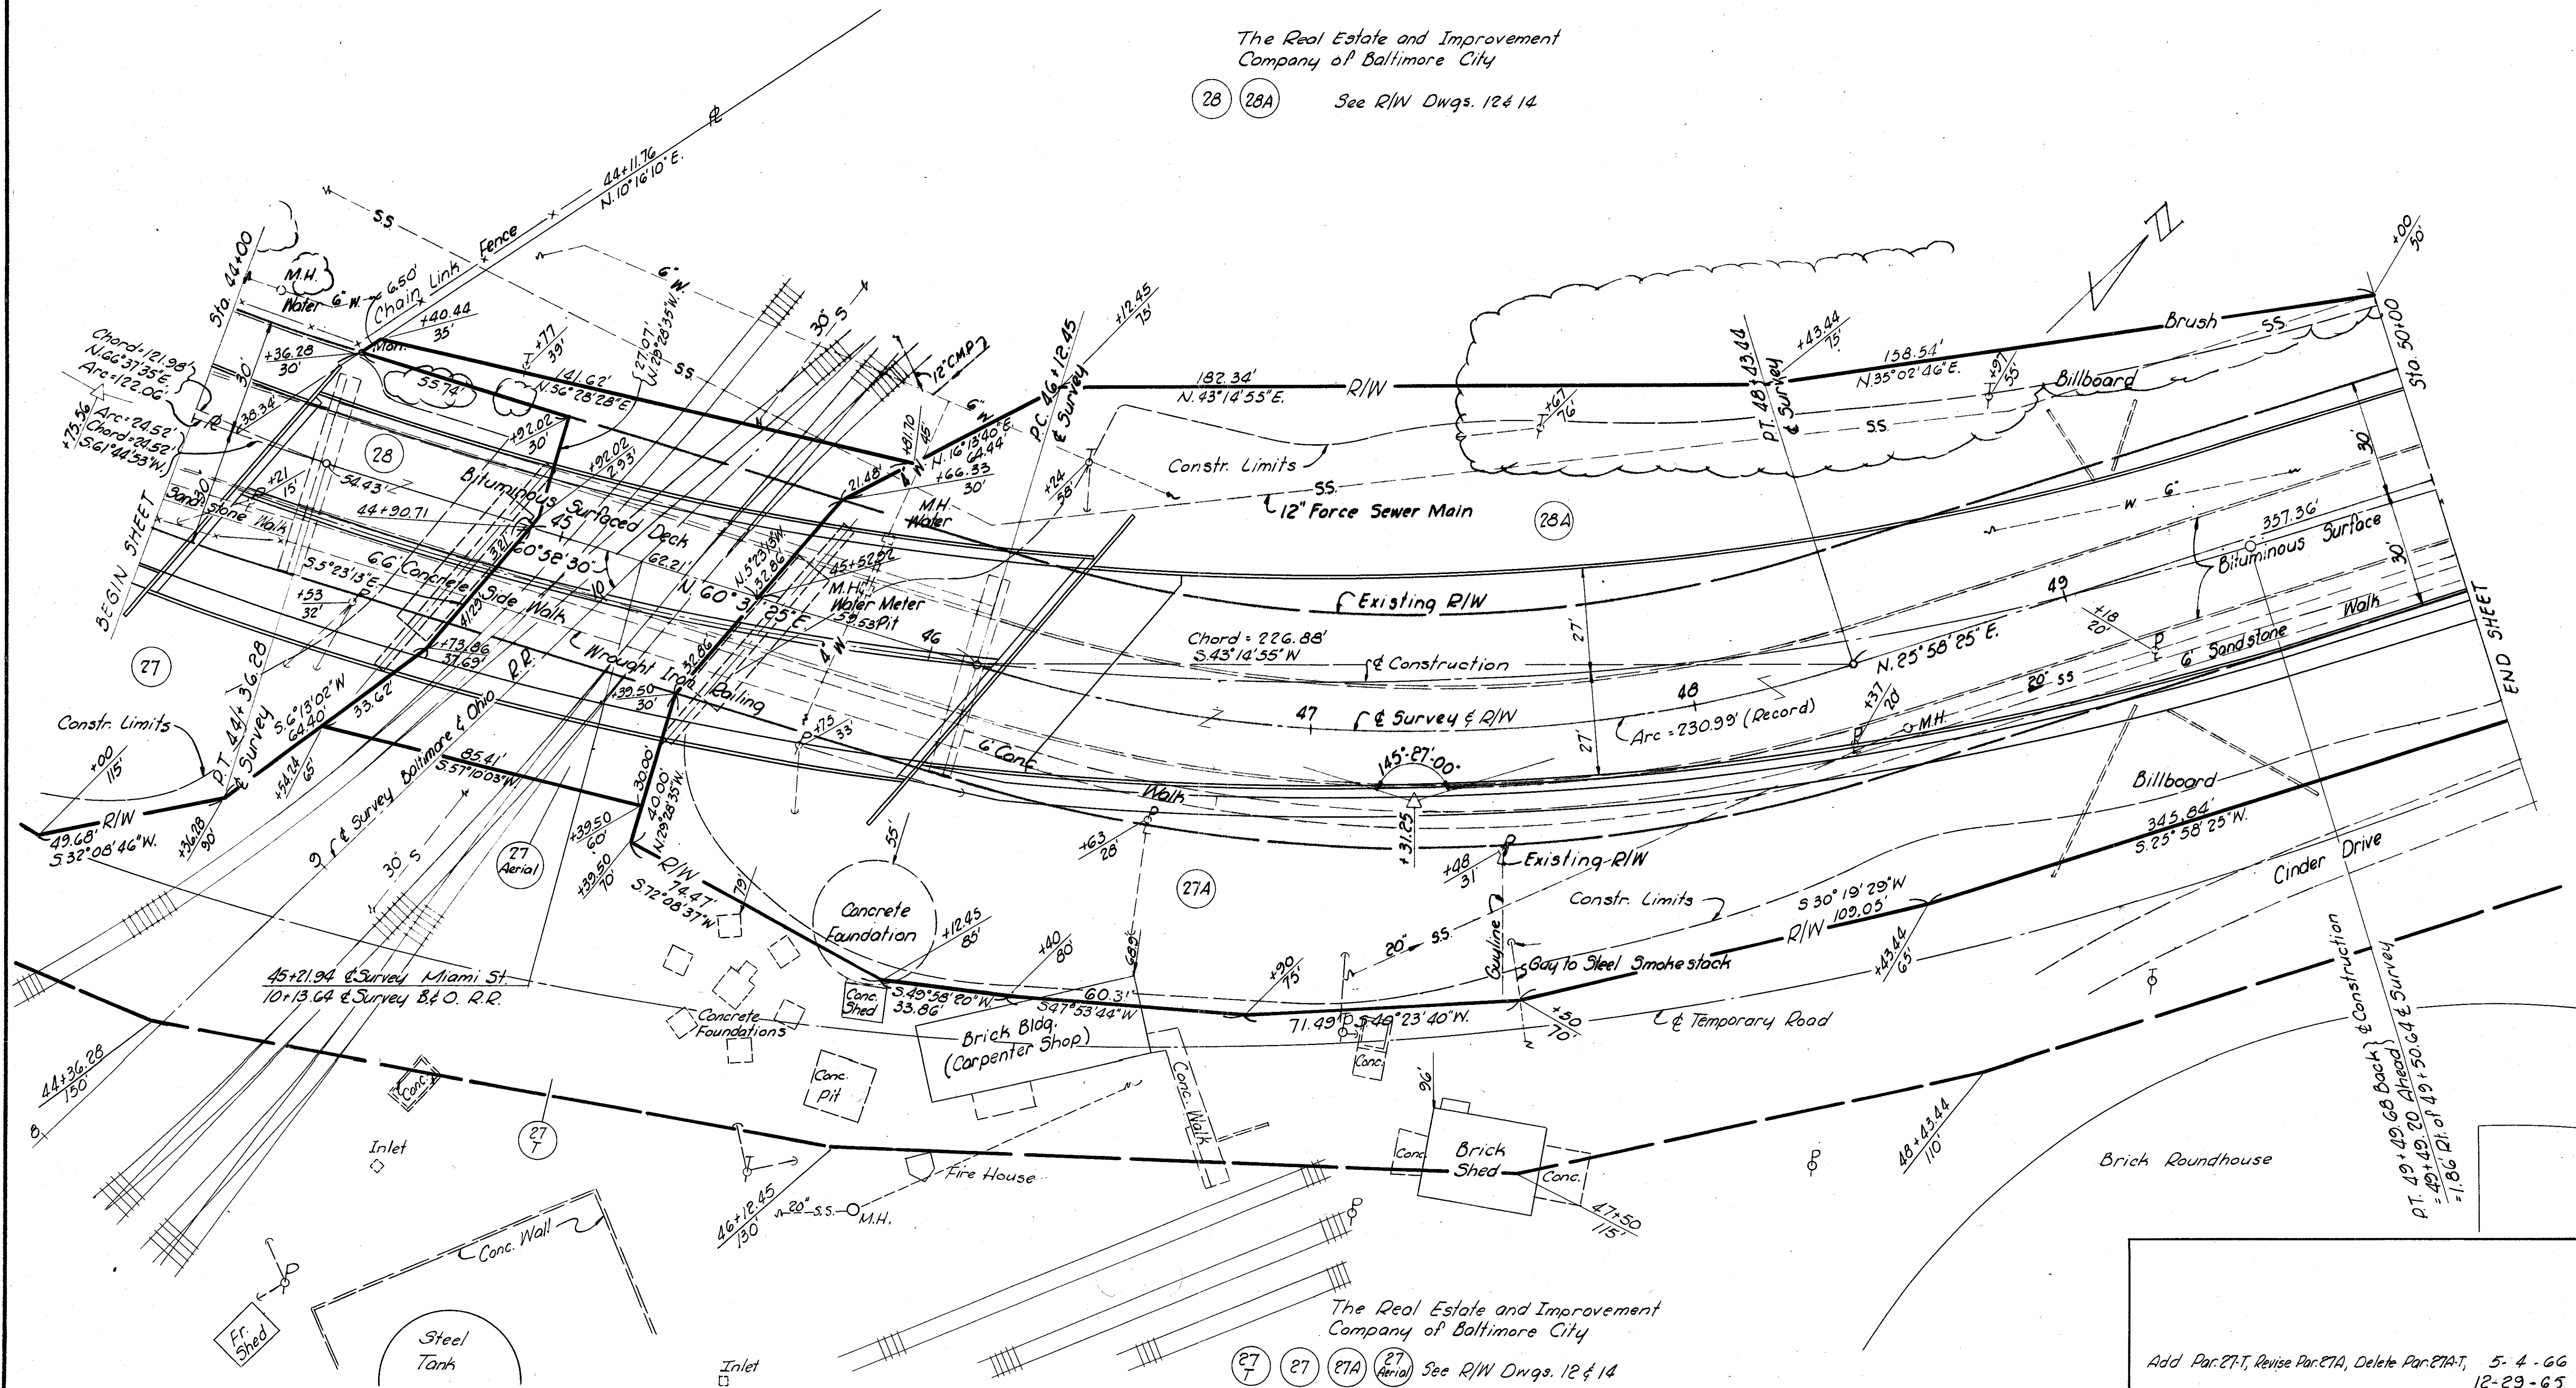 The Real Estate and Improvement
Company of Baltimore City
28 28A See R/W Dwgs. 12 & 14
44+11.76
N.10°16'10"E.
S.S.
Fence
Chain Link
6.50'
Sta. 44+00
M.H.
Water 6" W.
+40.44
35'
+36.28
30'
Mon.
+77
39'
27.07'
N.29°28'35"W.
6" W.
S.S.
30' S
12" C.M.P.
141.62'
N.56°28'28"E.
55.74'
Chord=121.98'
N.66°37'35"E.
Arc=122.06'
30'
38.34'
+75.56
Arc=24.52'
Chord=24.52'
S.61°44'53"W.
28
+92.02
30'
+92.02
2.93'
+21
15'
54.43'
Bituminous Surfaced Deck
44+90.71
45
60°58'30"
62.21'
Sandstone Walk
30'
BEGIN SHEET
S.5°23'13"E.
6.6' Concrete Side Walk
+53
32'
41.29'
+73.86
37.69'
10
N. 60° 31' 25" E.
N.5°23'13"W.
32.86'
45+52.92
M.H.
Water Meter
Pit
21.48'
+81.70
45'
N.16°13'40"E.
64.44'
+66.33
30'
M.H.
Water
6" W
P.C. 46+12.45
₵ Survey
+12.45
75'
+24
58'
182.34'
N.43°14'55"E.
R/W
Constr. Limits
S.S.
12" Force Sewer Main
+67
76'
P.T. 48+43.44
₵ Survey
+43.44
75'
158.54'
N.35°02'46"E.
+97
55'
Brush
S.S.
Billboard
S.S.
+00
50'
Sta. 50+00
28A
30'
W. 6"
357.36'
Bituminous Surface
30'
49
+18
20'
N. 25° 58' 25" E.
6' Sandstone Walk
20" SS
M.H.
+37
20'
END SHEET
Existing R/W
27'
Chord = 226.88'
S.43°14'55"W
₵ Construction
46
4" W
47
₵ Survey & R/W
48
Arc = 230.99' (Record)
27'
145°-27'-00"
+31.25
6' Conc.
Walk
Wrought Iron Railing
32.86'
+39.50
30'
+75
33'
27
Constr. Limits
+00
115'
P.T. 44+36.28
₵ Survey
S.6°13'02"W
64.40'
33.62'
+54.24
65'
₵ Survey Baltimore & Ohio R.R.
9
85.41'
S.57°10'03"W.
30.00'
40.00'
N.29°28'35"W.
R/W
49.68'
S.32°08'46"W.
+36.28
90'
30' S
27
Aerial
+39.50
60'
+39.50
70'
R/W
74.47'
S.72°08'37"W
79'
55'
Concrete
Foundation
+12.45
85'
+63
28'
+40
80'
27A
+48
31'
Existing R/W
Billboard
345.84'
S.25°58'25"W.
Cinder Drive
Constr. Limits
S30°19'29"W
109.05'
R/W
+43.44
65'
20" S.S.
Guyline
Guy to Steel Smokestack
+90
75'
45+21.94 ₵ Survey Miami St.
10+13.64 ₵ Survey B.& O. R.R.
Conc.
Shed
S.49°58'20"W.
33.86'
60.31'
S47°53'44"W
71.49'
S.40°23'40"W.
+50
70'
₵ Temporary Road
Concrete
Foundations
Brick Bldg.
(Carpenter Shop)
Conc.
Pit
Conc. Walk
Conc.
96'
44+36.28
150'
8
Conc.
27
T
Inlet
Fire House
Conc.
Brick
Shed
Conc.
48+43.44
110'
Brick Roundhouse
P.T. 49+49.68 Back } ₵ Construction
= 49+49.20 Ahead
= 1.86' Rt. of 49+50.64 ₵ Survey
46+12.45
130'
20" S.S.
M.H.
47+50
115'
Conc. Wall
Fr.
Shed
Steel
Tank
Inlet
The Real Estate and Improvement
Company of Baltimore City
27 T 27 27A 27 Aerial See R/W Dwgs. 12 & 14
Add Par.27-T, Revise Par.27A, Delete Par.27A-T, 5-4-66
12-29-65